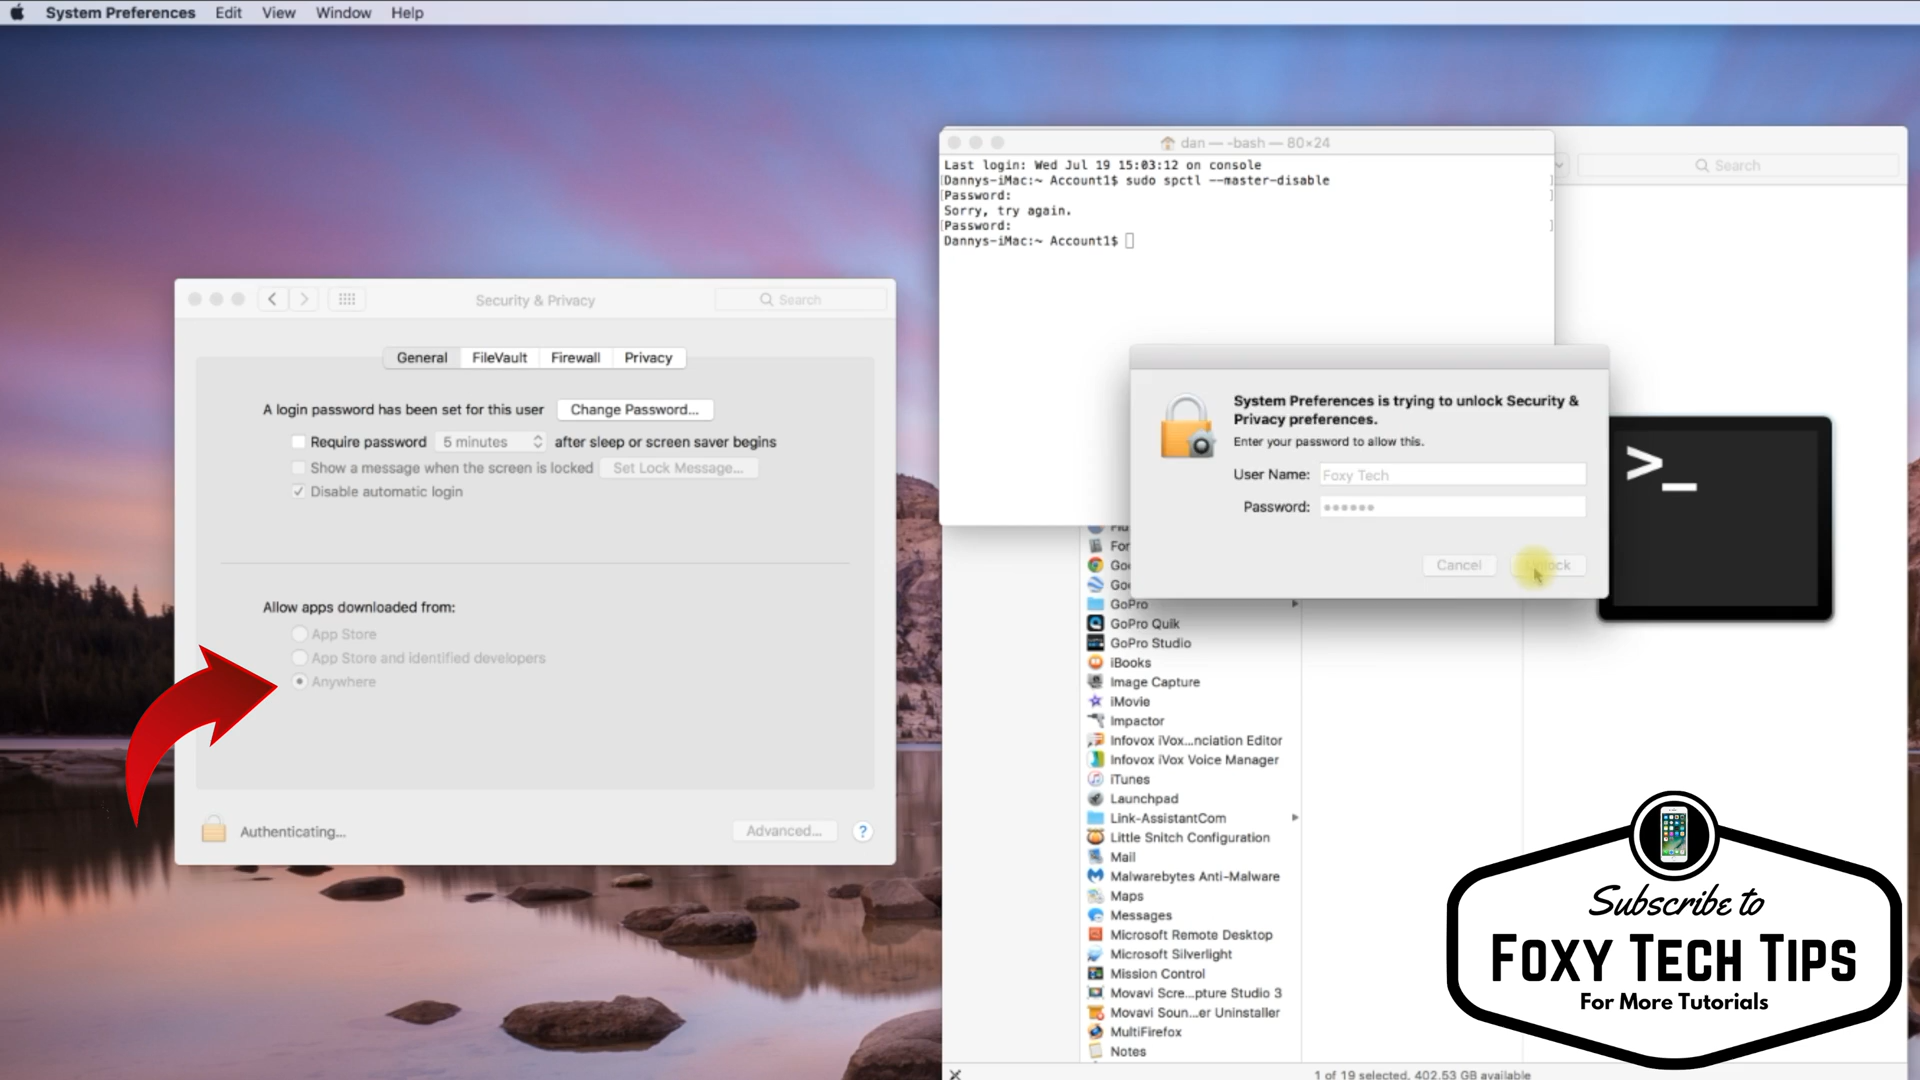 System Preferences Edit View Window Help
dan — -bash — 80×24
Last login: Wed Jul 19 15:03:12 on console
[Dannys-iMac:~ Account1$ sudo spctl --master-disable ]
[Password: ]
Sorry, try again.
[Password: ]
Dannys-iMac:~ Account1$
Search
Security & Privacy
Search
General FileVault Firewall Privacy
A login password has been set for this user Change Password...
Require password 5 minutes after sleep or screen saver begins
Show a message when the screen is locked Set Lock Message...
Disable automatic login
Allow apps downloaded from:
App Store
App Store and identified developers
Anywhere
Authenticating... Advanced... ?
System Preferences is trying to unlock Security &
Privacy preferences.
Enter your password to allow this.
User Name: Foxy Tech
Password: ••••••
Cancel
>_
GoPro
GoPro Quik
GoPro Studio
iBooks
Image Capture
iMovie
Impactor
Infovox iVox...nciation Editor
Infovox iVox Voice Manager
iTunes
Launchpad
Link-AssistantCom
Little Snitch Configuration
Mail
Malwarebytes Anti-Malware
Maps
Messages
Microsoft Remote Desktop
Microsoft Silverlight
Mission Control
Movavi Scre...pture Studio 3
Movavi Soun...er Uninstaller
MultiFirefox
Notes
1 of 19 selected, 402.53 GB available
Subscribe to
Foxy Tech Tips
For More Tutorials